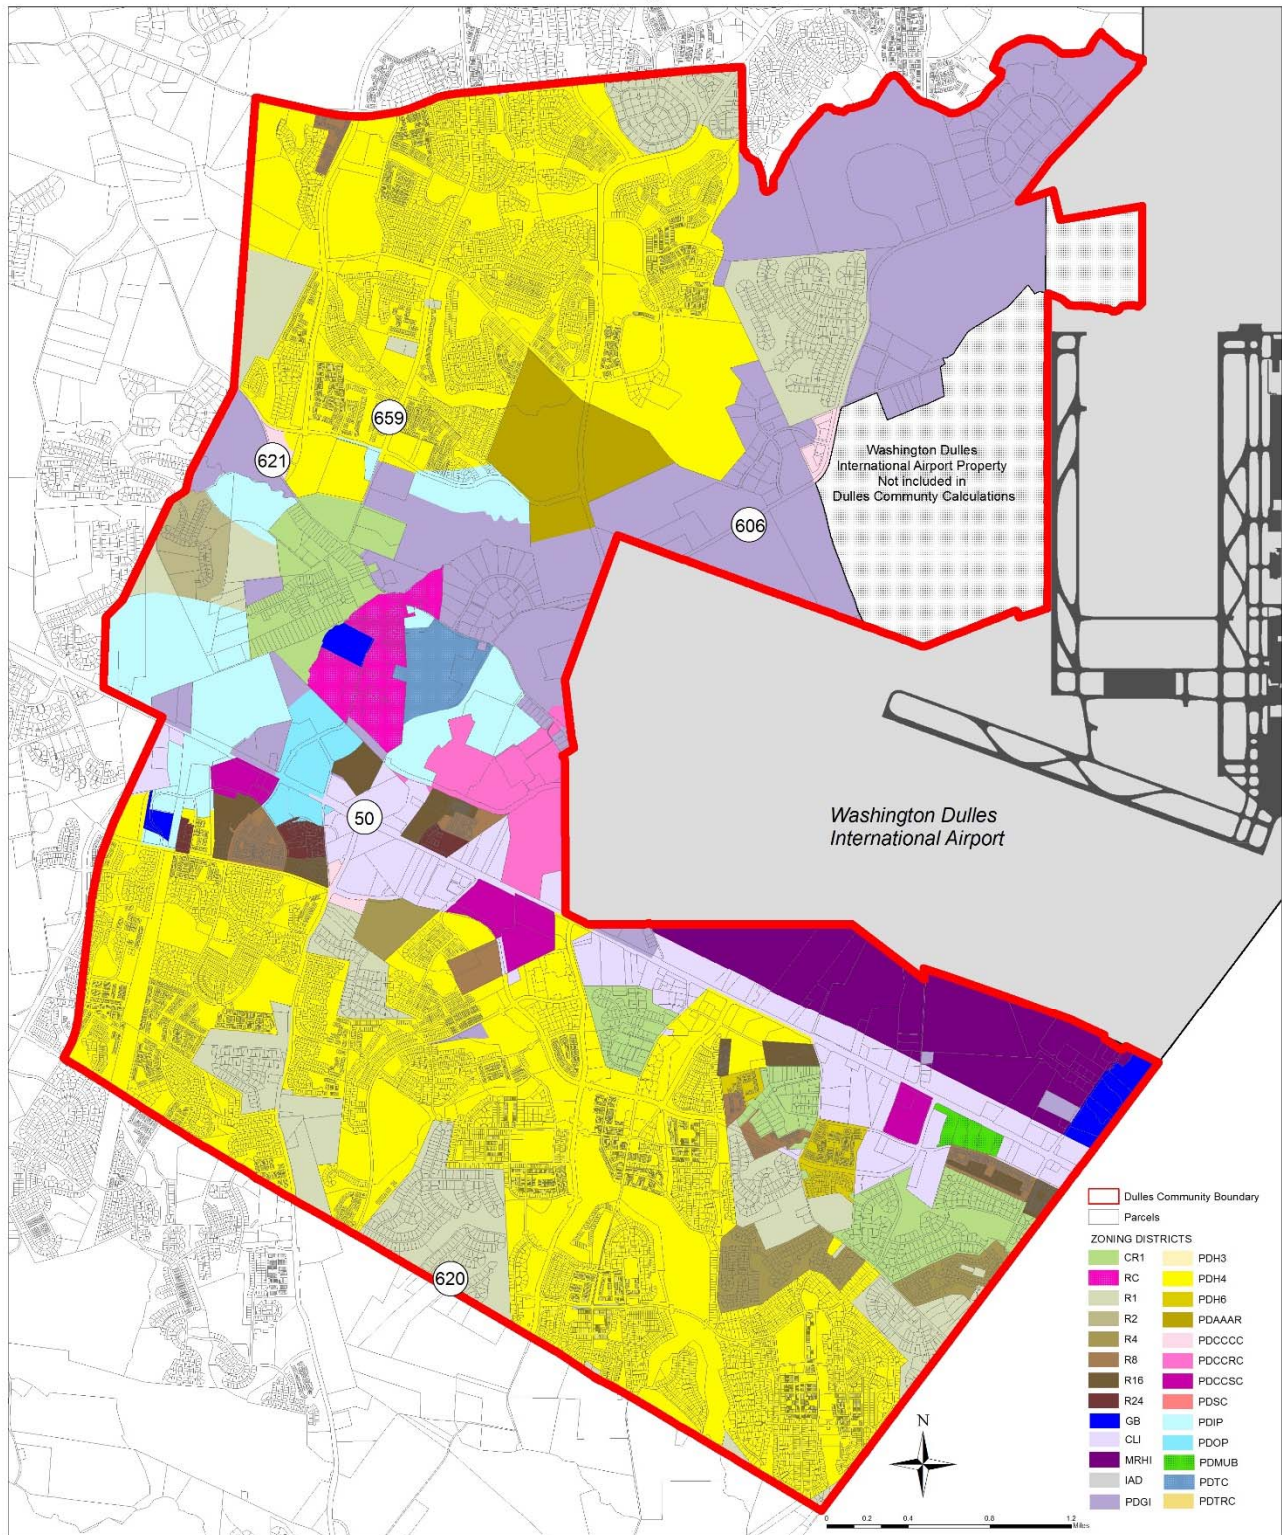 659
621
Washington Dulles
International Airport Property
Not included in
Dulles Commuty Calculations
606
50
Washington Dulles
International Airport
620
Dulles Community Boundary
Parcels
ZONING DISTRICTS
CR1
RC
R1
R2
R4
R8
R16
R24
GB
CLI
MRHI
IAD
PDGI
PDH3
PDH4
PDH6
PDAAAR
PDCCCC
PDCCRC
PDCCSC
PDSC
PDIP
PDOP
PDMUB
PDTC
PDTRC
N
0 0.2 0.4 0.8 1.2
Miles